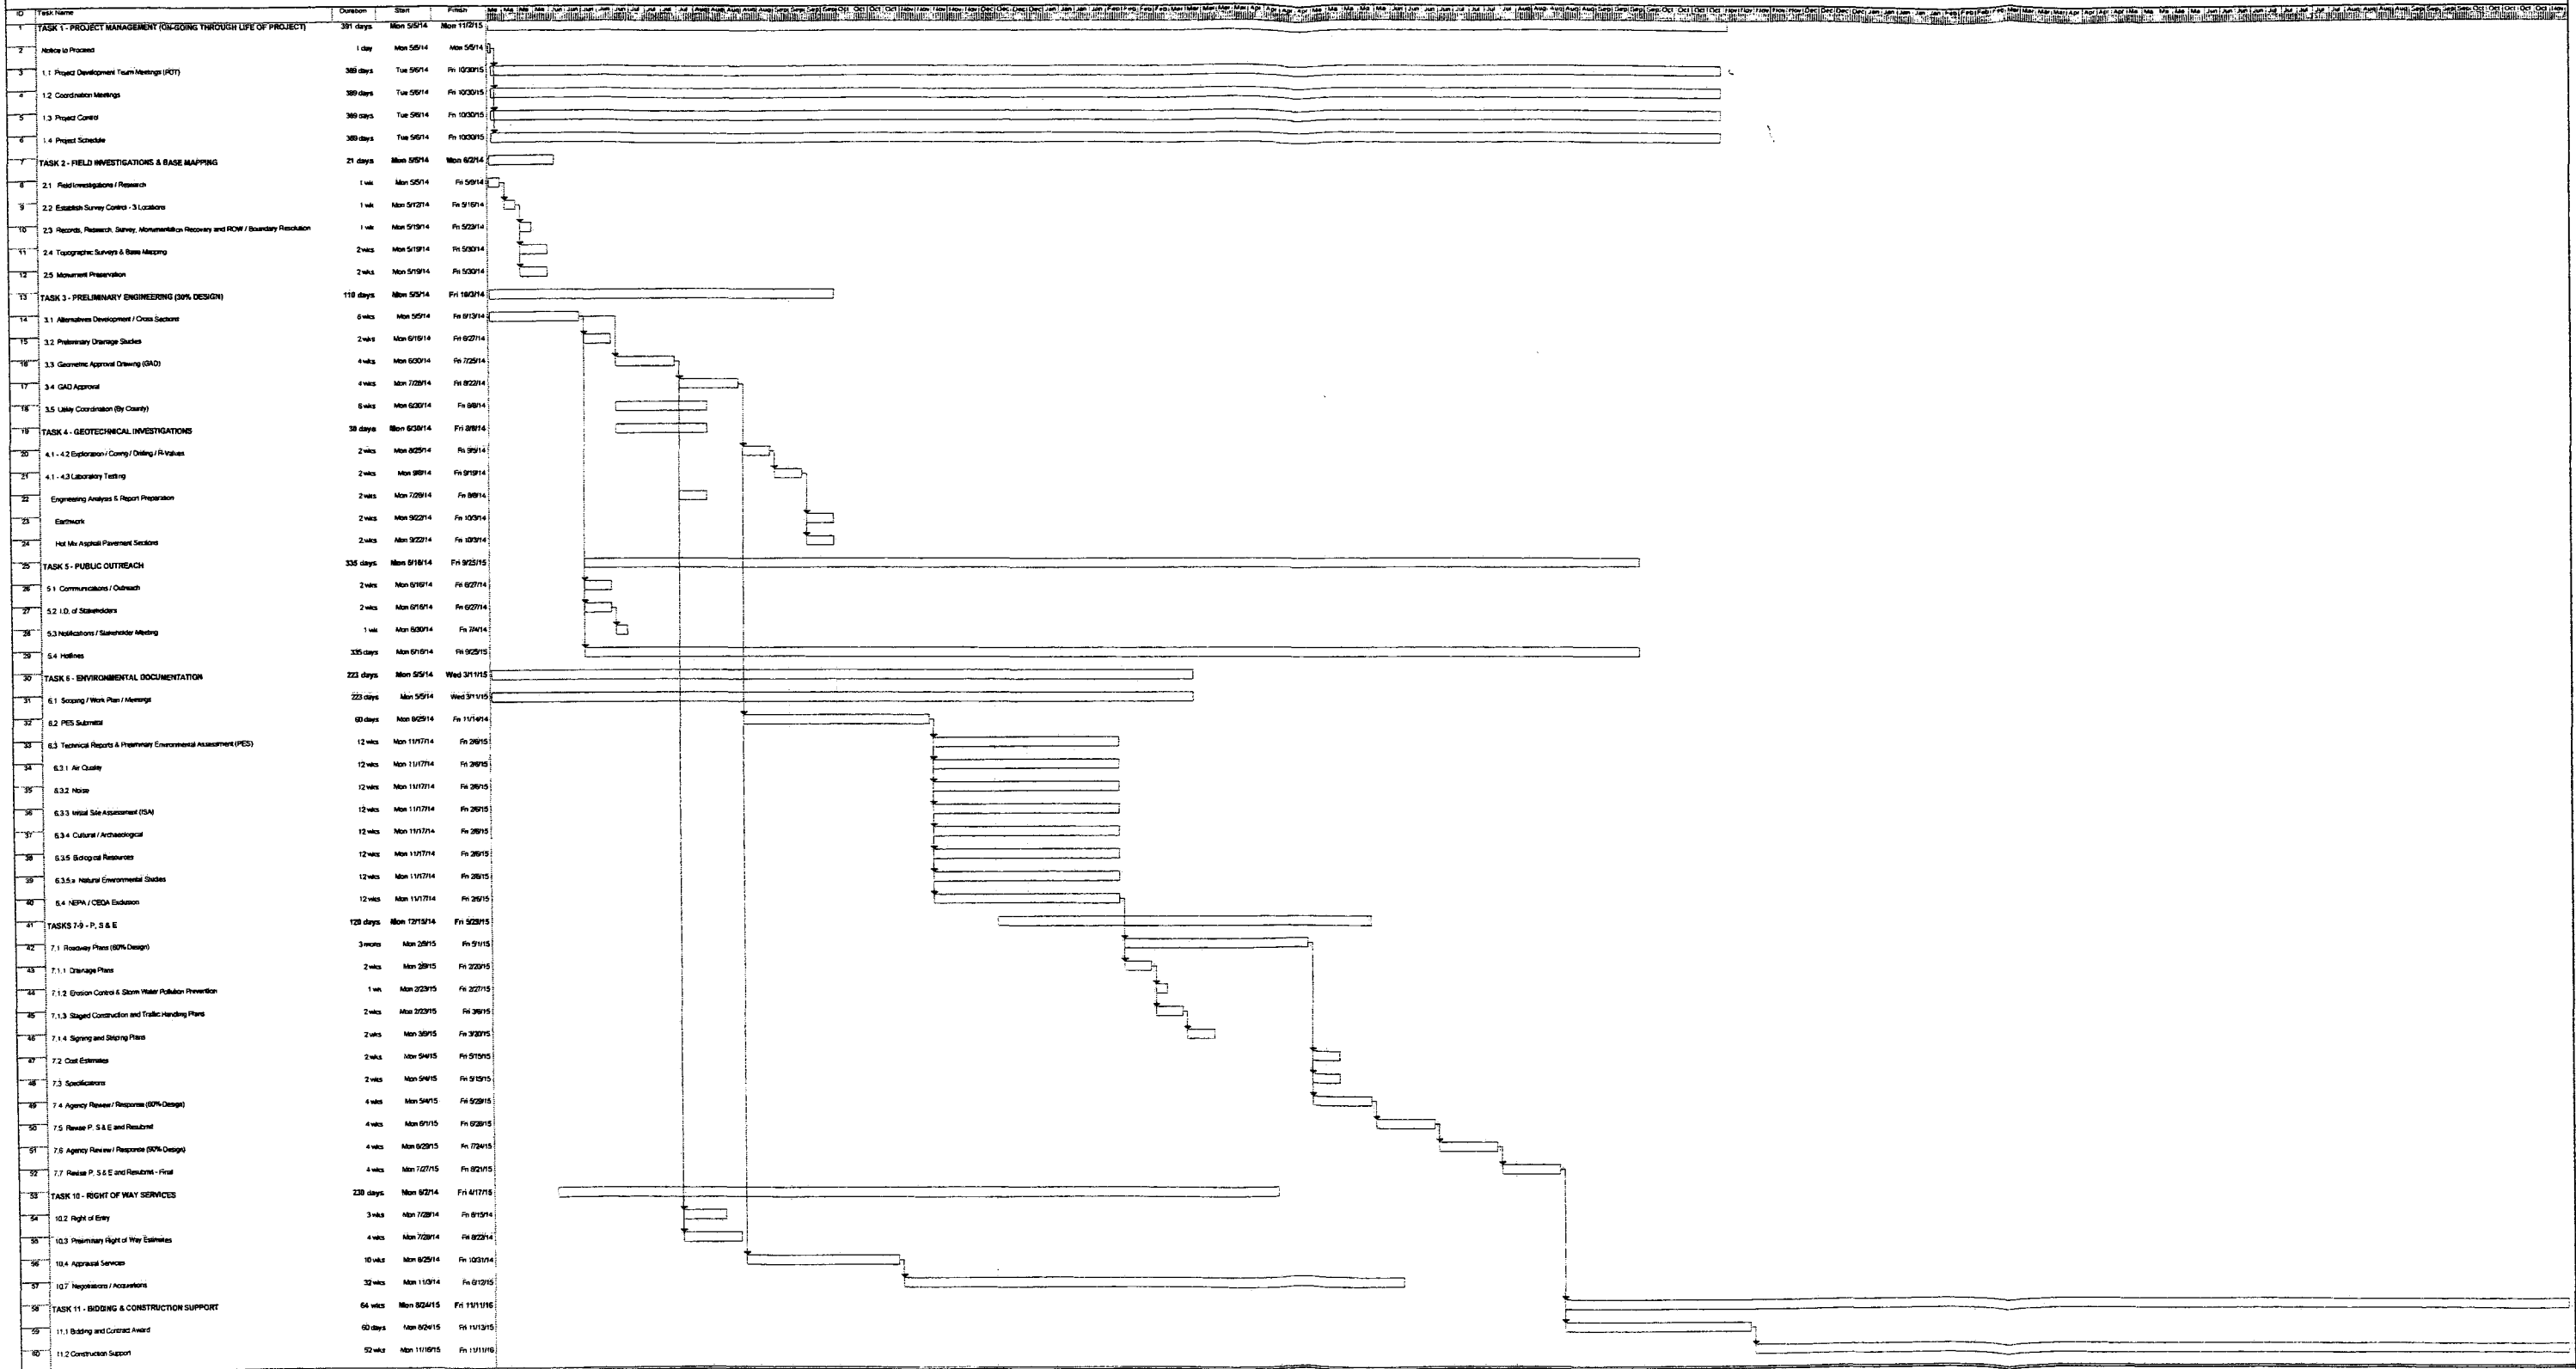 ID Task Name Duration Start Finish
1 TASK 1 - PROJECT MANAGEMENT (ON-GOING THROUGH LIFE OF PROJECT) 391 days Mon 5/5/14 Mon 11/2/15
2 Notice to Proceed 1 day Mon 5/5/14 Mon 5/5/14
3 1.1 Project Development Team Meetings (PDT) 389 days Tue 5/6/14 Fri 10/30/15
4 1.2 Coordination Meetings 389 days Tue 5/6/14 Fri 10/30/15
5 1.3 Project Control 389 days Tue 5/6/14 Fri 10/30/15
6 1.4 Project Schedule 389 days Tue 5/6/14 Fri 10/30/15
7 TASK 2 - FIELD INVESTIGATIONS & BASE MAPPING 21 days Mon 5/5/14 Mon 6/2/14
8 2.1 Field Investigations / Research 1 wk Mon 5/5/14 Fri 5/9/14
9 2.2 Establish Survey Control - 3 Locations 1 wk Mon 5/12/14 Fri 5/16/14
10 2.3 Records, Research, Survey, Monumentation Recovery and ROW / Boundary Resolution 1 wk Mon 5/19/14 Fri 5/23/14
11 2.4 Topographic Surveys & Base Mapping 2 wks Mon 5/19/14 Fri 5/30/14
12 2.5 Monument Preservation 2 wks Mon 5/19/14 Fri 5/30/14
13 TASK 3 - PRELIMINARY ENGINEERING (30% DESIGN) 110 days Mon 5/5/14 Fri 10/3/14
14 3.1 Alternatives Development / Cross Sections 6 wks Mon 5/5/14 Fri 6/13/14
15 3.2 Preliminary Drainage Studies 2 wks Mon 6/16/14 Fri 6/27/14
16 3.3 Geometric Approval Drawing (GAD) 4 wks Mon 6/30/14 Fri 7/25/14
17 3.4 GAD Approval 4 wks Mon 7/28/14 Fri 8/22/14
18 3.5 Utility Coordination (By County) 6 wks Mon 6/30/14 Fri 8/8/14
19 TASK 4 - GEOTECHNICAL INVESTIGATIONS 30 days Mon 6/30/14 Fri 8/8/14
20 4.1 - 4.2 Exploration / Coring / Drilling / R-Values 2 wks Mon 8/25/14 Fri 9/5/14
21 4.1 - 4.3 Laboratory Testing 2 wks Mon 9/8/14 Fri 9/19/14
22 Engineering Analysis & Report Preparation 2 wks Mon 7/28/14 Fri 8/8/14
23 Earthwork 2 wks Mon 9/22/14 Fri 10/3/14
24 Hot Mix Asphalt Pavement Sections 2 wks Mon 9/22/14 Fri 10/3/14
25 TASK 5 - PUBLIC OUTREACH 335 days Mon 6/16/14 Fri 9/25/15
26 5.1 Communications / Outreach 2 wks Mon 6/16/14 Fri 6/27/14
27 5.2 I.D. of Stakeholders 2 wks Mon 6/16/14 Fri 6/27/14
28 5.3 Notifications / Stakeholder Meeting 1 wk Mon 6/30/14 Fri 7/4/14
29 5.4 Hotlines 335 days Mon 6/16/14 Fri 9/25/15
30 TASK 6 - ENVIRONMENTAL DOCUMENTATION 223 days Mon 5/5/14 Wed 3/11/15
31 6.1 Scoping / Work Plan / Meetings 223 days Mon 5/5/14 Wed 3/11/15
32 6.2 PES Submittal 60 days Mon 8/25/14 Fri 11/14/14
33 6.3 Technical Reports & Preliminary Environmental Assessment (PES) 12 wks Mon 11/17/14 Fri 2/6/15
34 6.3.1 Air Quality 12 wks Mon 11/17/14 Fri 2/6/15
35 6.3.2 Noise 12 wks Mon 11/17/14 Fri 2/6/15
36 6.3.3 Initial Site Assessment (ISA) 12 wks Mon 11/17/14 Fri 2/6/15
37 6.3.4 Cultural / Archaeological 12 wks Mon 11/17/14 Fri 2/6/15
38 6.3.5 Biological Resources 12 wks Mon 11/17/14 Fri 2/6/15
39 6.3.5.a Natural Environmental Studies 12 wks Mon 11/17/14 Fri 2/6/15
40 6.4 NEPA / CEQA Exclusion 12 wks Mon 11/17/14 Fri 2/6/15
41 TASKS 7-9 - P, S & E 120 days Mon 12/15/14 Fri 5/29/15
42 7.1 Roadway Plans (60% Design) 3 mons Mon 2/9/15 Fri 5/1/15
43 7.1.1 Drainage Plans 2 wks Mon 2/9/15 Fri 2/20/15
44 7.1.2 Erosion Control & Storm Water Pollution Prevention 1 wk Mon 2/23/15 Fri 2/27/15
45 7.1.3 Staged Construction and Traffic Handling Plans 2 wks Mon 2/23/15 Fri 3/6/15
46 7.1.4 Signing and Striping Plans 2 wks Mon 3/9/15 Fri 3/20/15
47 7.2 Cost Estimates 2 wks Mon 5/4/15 Fri 5/15/15
48 7.3 Specifications 2 wks Mon 5/4/15 Fri 5/15/15
49 7.4 Agency Review / Response (60% Design) 4 wks Mon 5/4/15 Fri 5/29/15
50 7.5 Revise P, S & E and Resubmit 4 wks Mon 6/1/15 Fri 6/26/15
51 7.6 Agency Review / Response (90% Design) 4 wks Mon 6/29/15 Fri 7/24/15
52 7.7 Revise P, S & E and Resubmit - Final 4 wks Mon 7/27/15 Fri 8/21/15
53 TASK 10 - RIGHT OF WAY SERVICES 230 days Mon 6/2/14 Fri 4/17/15
54 10.2 Right of Entry 3 wks Mon 7/28/14 Fri 8/15/14
55 10.3 Preliminary Right of Way Estimates 4 wks Mon 7/28/14 Fri 8/22/14
56 10.4 Appraisal Services 10 wks Mon 8/25/14 Fri 10/31/14
57 10.7 Negotiations / Acquisitions 32 wks Mon 11/3/14 Fri 6/12/15
58 TASK 11 - BIDDING & CONSTRUCTION SUPPORT 64 wks Mon 8/24/15 Fri 11/11/16
59 11.1 Bidding and Contract Award 60 days Mon 8/24/15 Fri 11/13/15
60 11.2 Construction Support 52 wks Mon 11/16/15 Fri 11/11/16